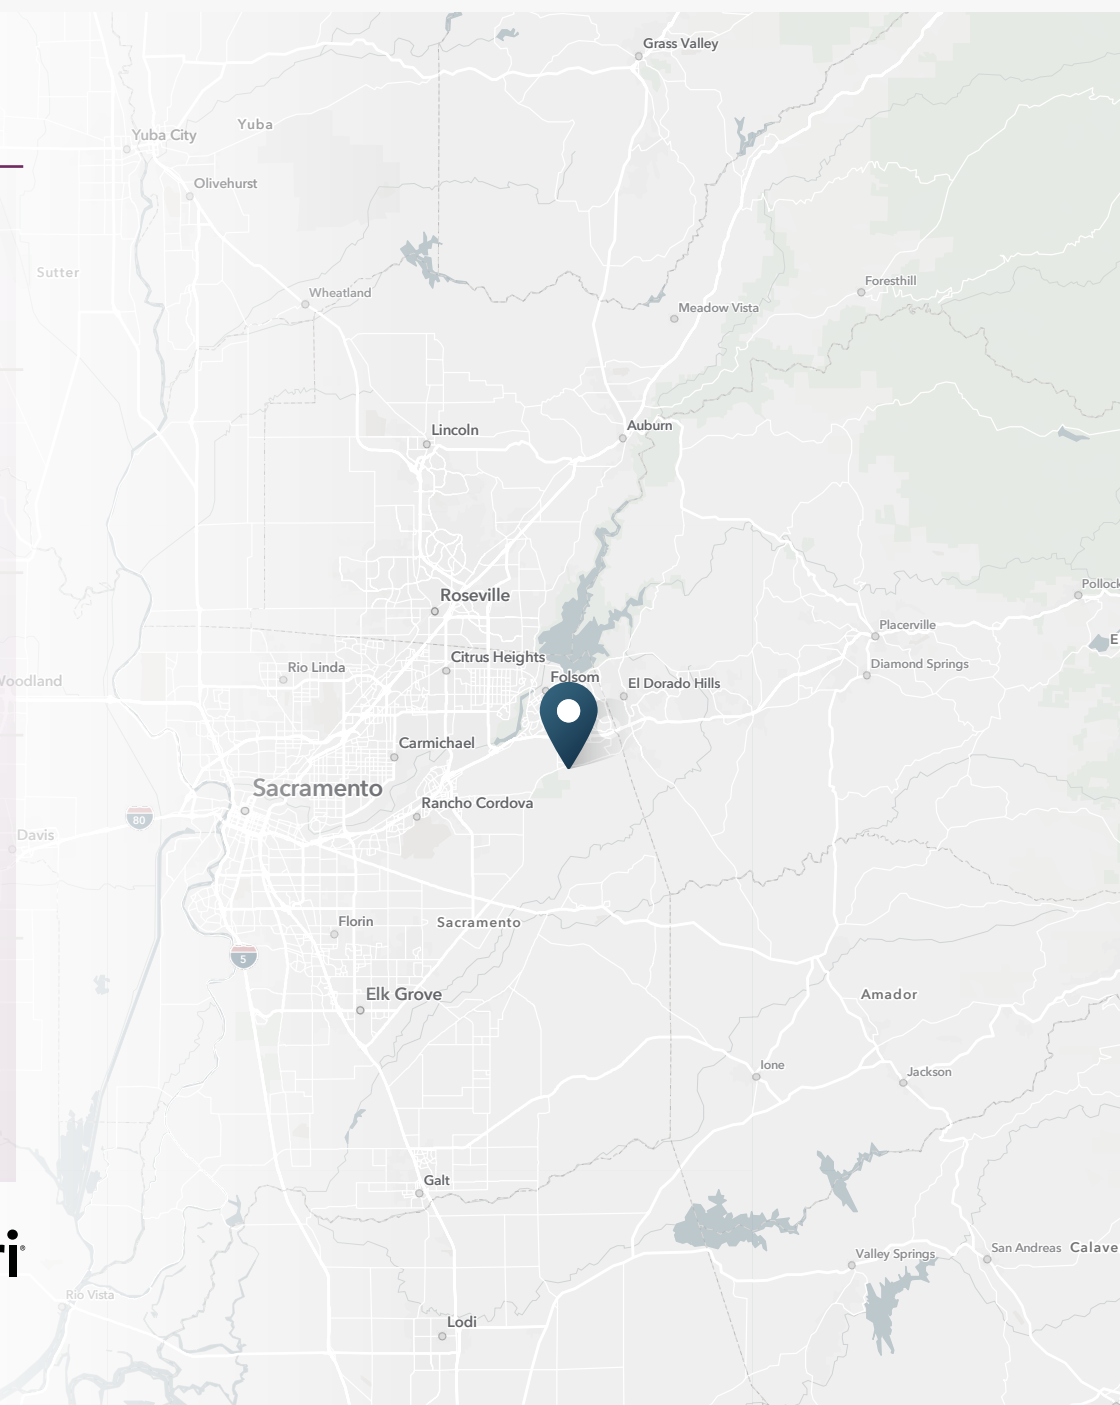 Grass Valley
Yuba
Yuba City
Olivehurst
Sutter
Foresthill
Wheatland
Meadow Vista
Auburn
Lincoln
Pollock
Roseville
Placerville
E
Citrus Heights
Rio Linda
Diamond Springs
Folsom
Woodland
El Dorado Hills
Carmichael
Sacramento
Rancho Cordova
80
Davis
Florin
Sacramento
5
Elk Grove
Amador
Ione
Jackson
Galt
ri®
San Andreas
Calave
Valley Springs
Rio Vista
Lodi